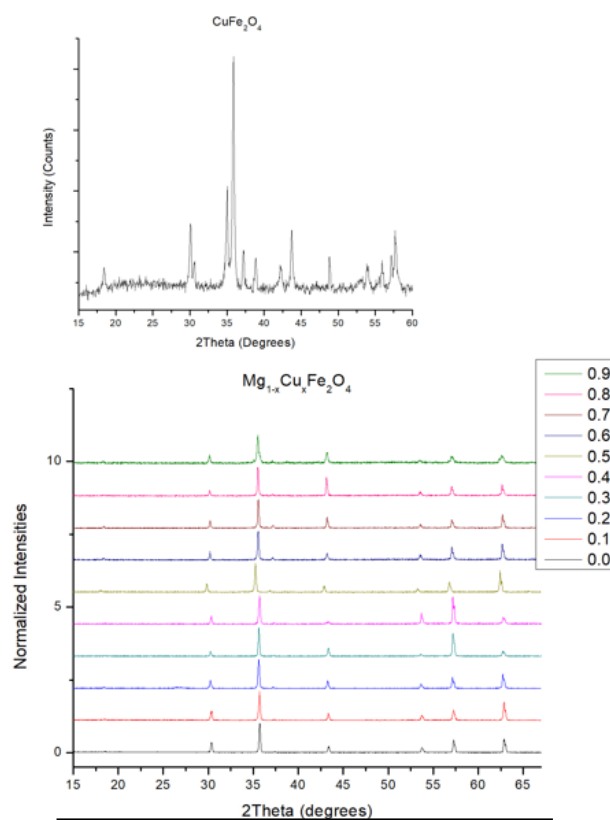 CuFe₂O₄
Intensity (Counts)
15 20 25 30 35 40 45 50 55 60
2Theta (Degrees)
Mg₁₋ₓCuₓFe₂O₄
0.9
0.8
0.7
0.6
0.5
0.4
0.3
0.2
0.1
0.0
Normalized Intensities
10
5
0
15 20 25 30 35 40 45 50 55 60 65
2Theta (degrees)